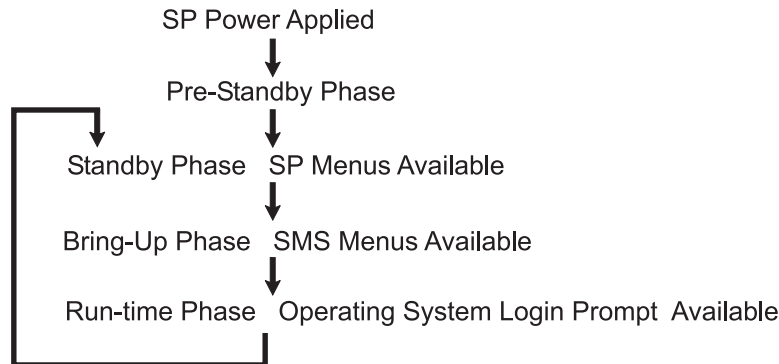 SP Power Applied
Pre-Standby Phase
Standby Phase SP Menus Available
Bring-Up Phase SMS Menus Available
Run-time Phase Operating System Login Prompt Available